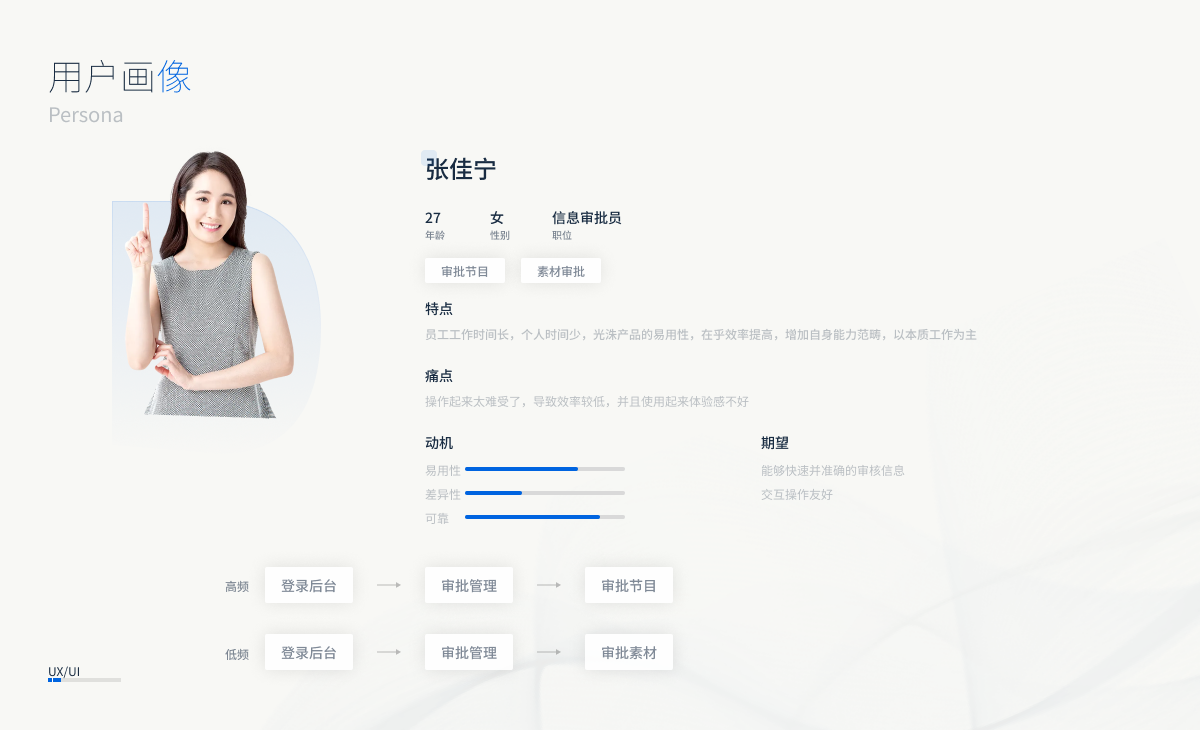 用户画像
Persona
张佳宁
27 女 信息审批员
年龄 性别 职位
审批节目 素材审批
特点
员工工作时间长，个人时间少，光洙产品的易用性，在乎效率提高，增加自身能力范畴，以本质工作为主
痛点
操作起来太难受了，导致效率较低，并且使用起来体验感不好
动机
易用性
差异性
可靠
期望
能够快速并准确的审核信息
交互操作友好
高频 登录后台 审批管理 审批节目
低频 登录后台 审批管理 审批素材
UX/UI